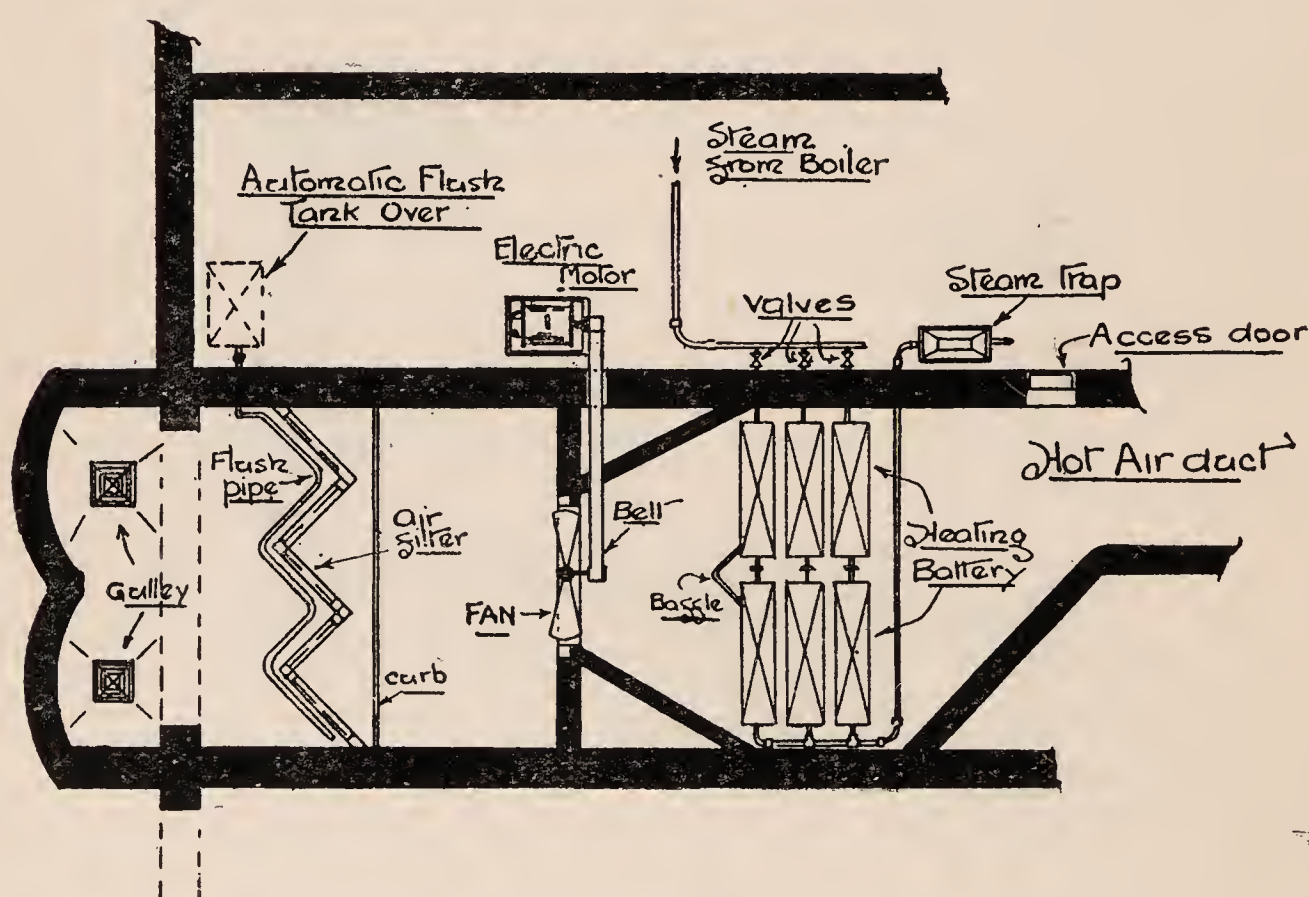 Steam
from Boiler
Automatic Flush
Tank Over
Electric
Motor
Steam Trap
Valves
Access door
Hot Air duct
Flush
pipe
air
filter
Belt
Heating
Battery
Gulley
Baffle
FAN
curb